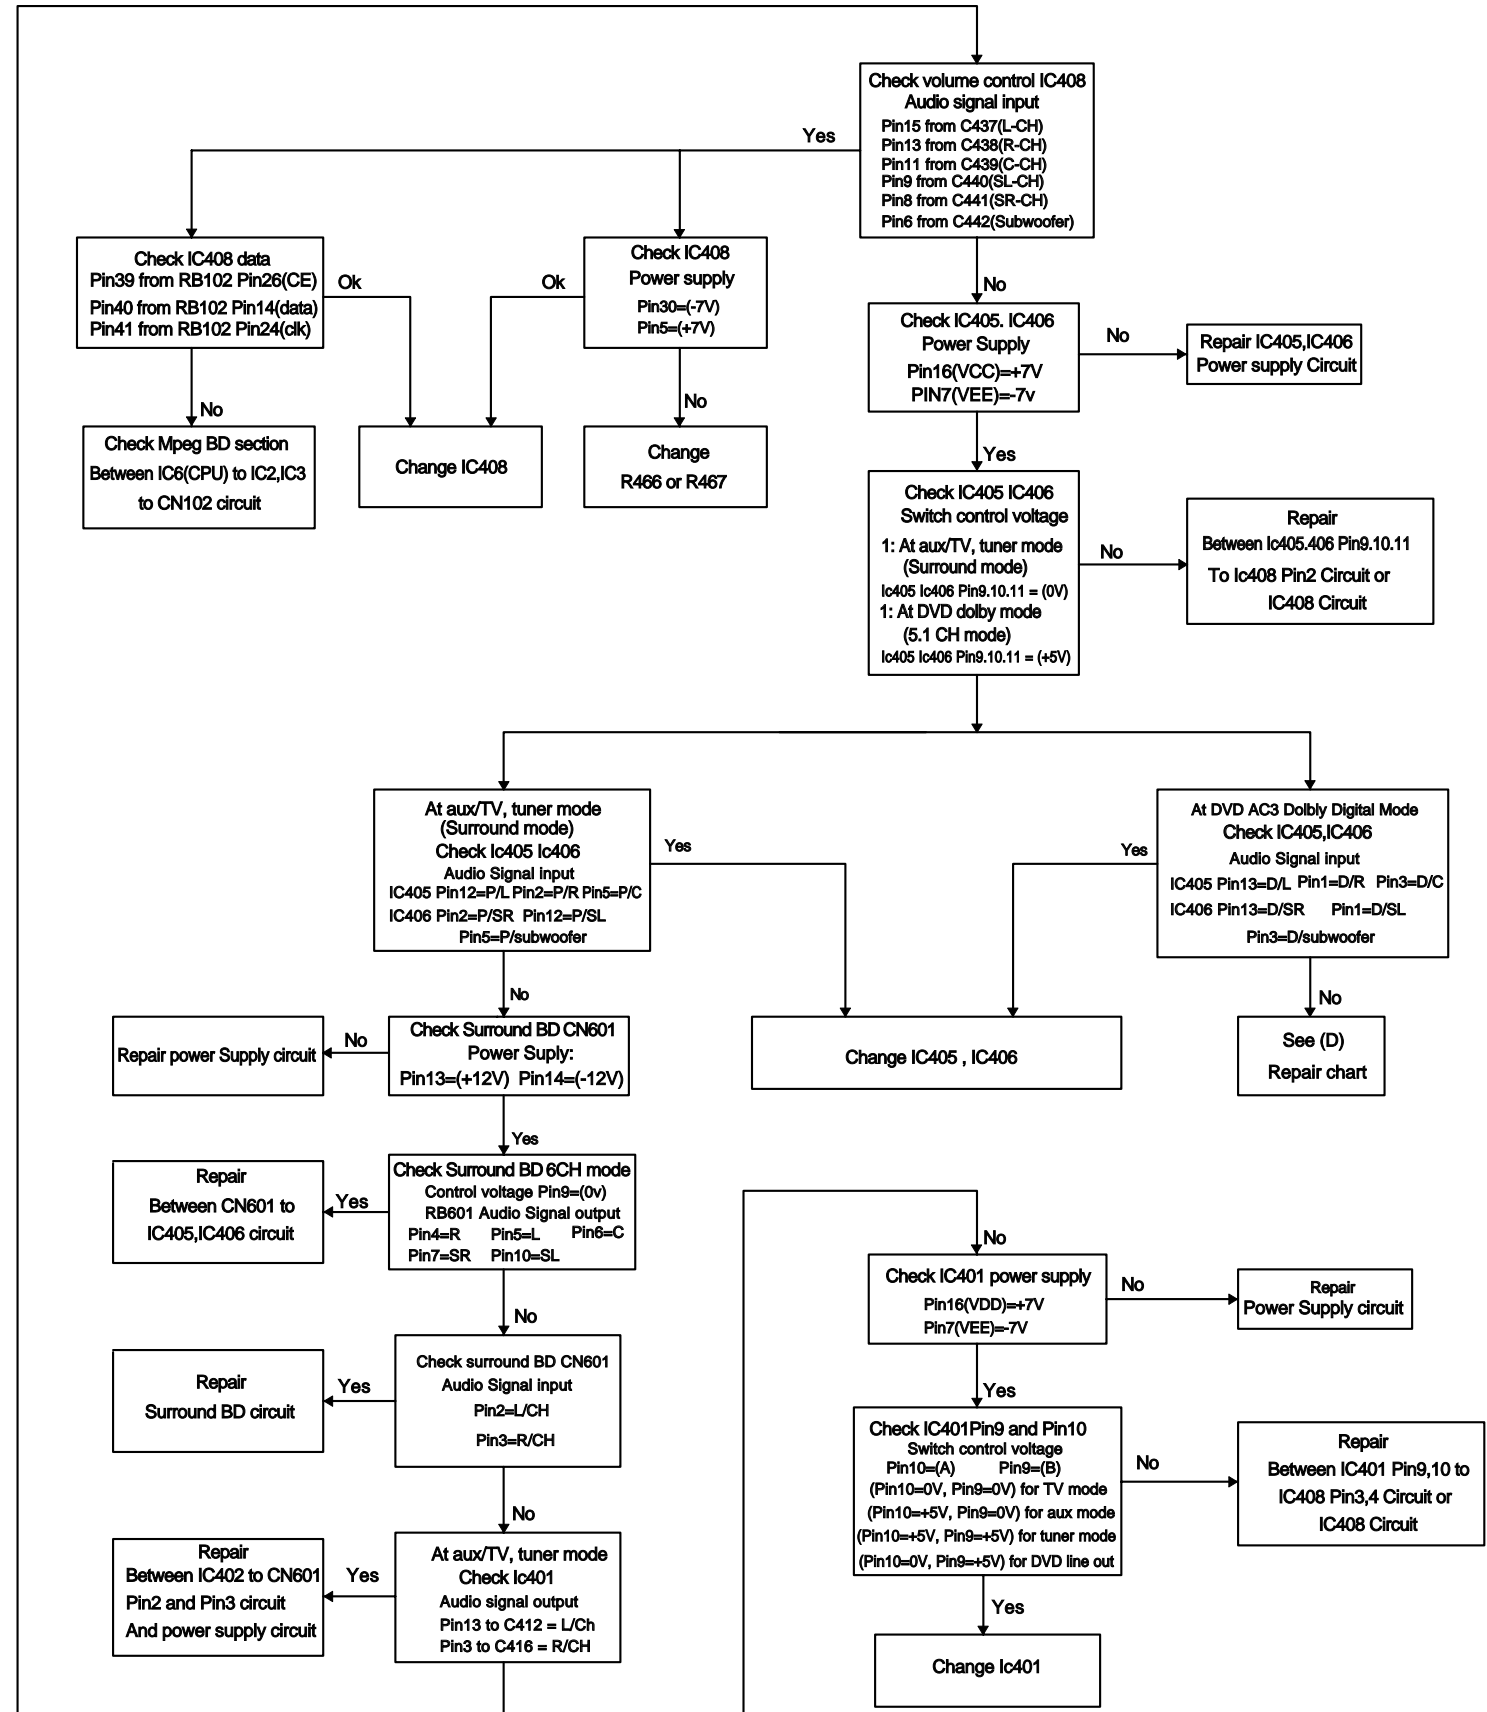 Check volume control IC408
Audio signal input
Pin15 from C437(L-CH)
Pin13 from C438(R-CH)
Pin11 from C439(C-CH)
Pin9 from C440(SL-CH)
Pin8 from C441(SR-CH)
Pin6 from C442(Subwoofer)
Yes
Check IC408 data
Pin39 from RB102 Pin26(CE)
Pin40 from RB102 Pin14(data)
Pin41 from RB102 Pin24(clk)
Ok
Ok
Check IC408
Power supply
Pin30=(-7V)
Pin5=(+7V)
No
Check IC405. IC406
Power Supply
Pin16(VCC)=+7V
PIN7(VEE)=-7v
No
Repair IC405,IC406
Power supply Circuit
No
Check Mpeg BD section
Between IC6(CPU) to IC2,IC3
to CN102 circuit
Change IC408
No
Change
R466 or R467
Yes
Check IC405 IC406
Switch control voltage
1: At aux/TV, tuner mode
(Surround mode)
Ic405 Ic406 Pin9.10.11 = (0V)
1: At DVD dolby mode
(5.1 CH mode)
Ic405 Ic406 Pin9.10.11 = (+5V)
No
Repair
Between Ic405.406 Pin9.10.11
To Ic408 Pin2 Circuit or
IC408 Circuit
At aux/TV, tuner mode
(Surround mode)
Check Ic405 Ic406
Audio Signal input
IC405 Pin12=P/L Pin2=P/R Pin5=P/C
IC406 Pin2=P/SR Pin12=P/SL
Pin5=P/subwoofer
Yes
Yes
At DVD AC3 Dolbly Digital Mode
Check IC405,IC406
Audio Signal input
IC405 Pin13=D/L Pin1=D/R Pin3=D/C
IC406 Pin13=D/SR Pin1=D/SL
Pin3=D/subwoofer
No
Check Surround BD CN601
Power Suply:
Pin13=(+12V) Pin14=(-12V)
No
Repair power Supply circuit
Change IC405 , IC406
No
See (D)
Repair chart
Yes
Check Surround BD 6CH mode
Control voltage Pin9=(0v)
RB601 Audio Signal output
Pin4=R Pin5=L Pin6=C
Pin7=SR Pin10=SL
Yes
Repair
Between CN601 to
IC405,IC406 circuit
No
Check surround BD CN601
Audio Signal input
Pin2=L/CH
Pin3=R/CH
Yes
Repair
Surround BD circuit
No
At aux/TV, tuner mode
Check Ic401
Audio signal output
Pin13 to C412 = L/Ch
Pin3 to C416 = R/CH
Yes
Repair
Between IC402 to CN601
Pin2 and Pin3 circuit
And power supply circuit
No
Check IC401 power supply
Pin16(VDD)=+7V
Pin7(VEE)=-7V
No
Repair
Power Supply circuit
Yes
Check IC401Pin9 and Pin10
Switch control voltage
Pin10=(A) Pin9=(B)
(Pin10=0V, Pin9=0V) for TV mode
(Pin10=+5V, Pin9=0V) for aux mode
(Pin10=+5V, Pin9=+5V) for tuner mode
(Pin10=0V, Pin9=+5V) for DVD line out
No
Repair
Between IC401 Pin9,10 to
IC408 Pin3,4 Circuit or
IC408 Circuit
Yes
Change Ic401